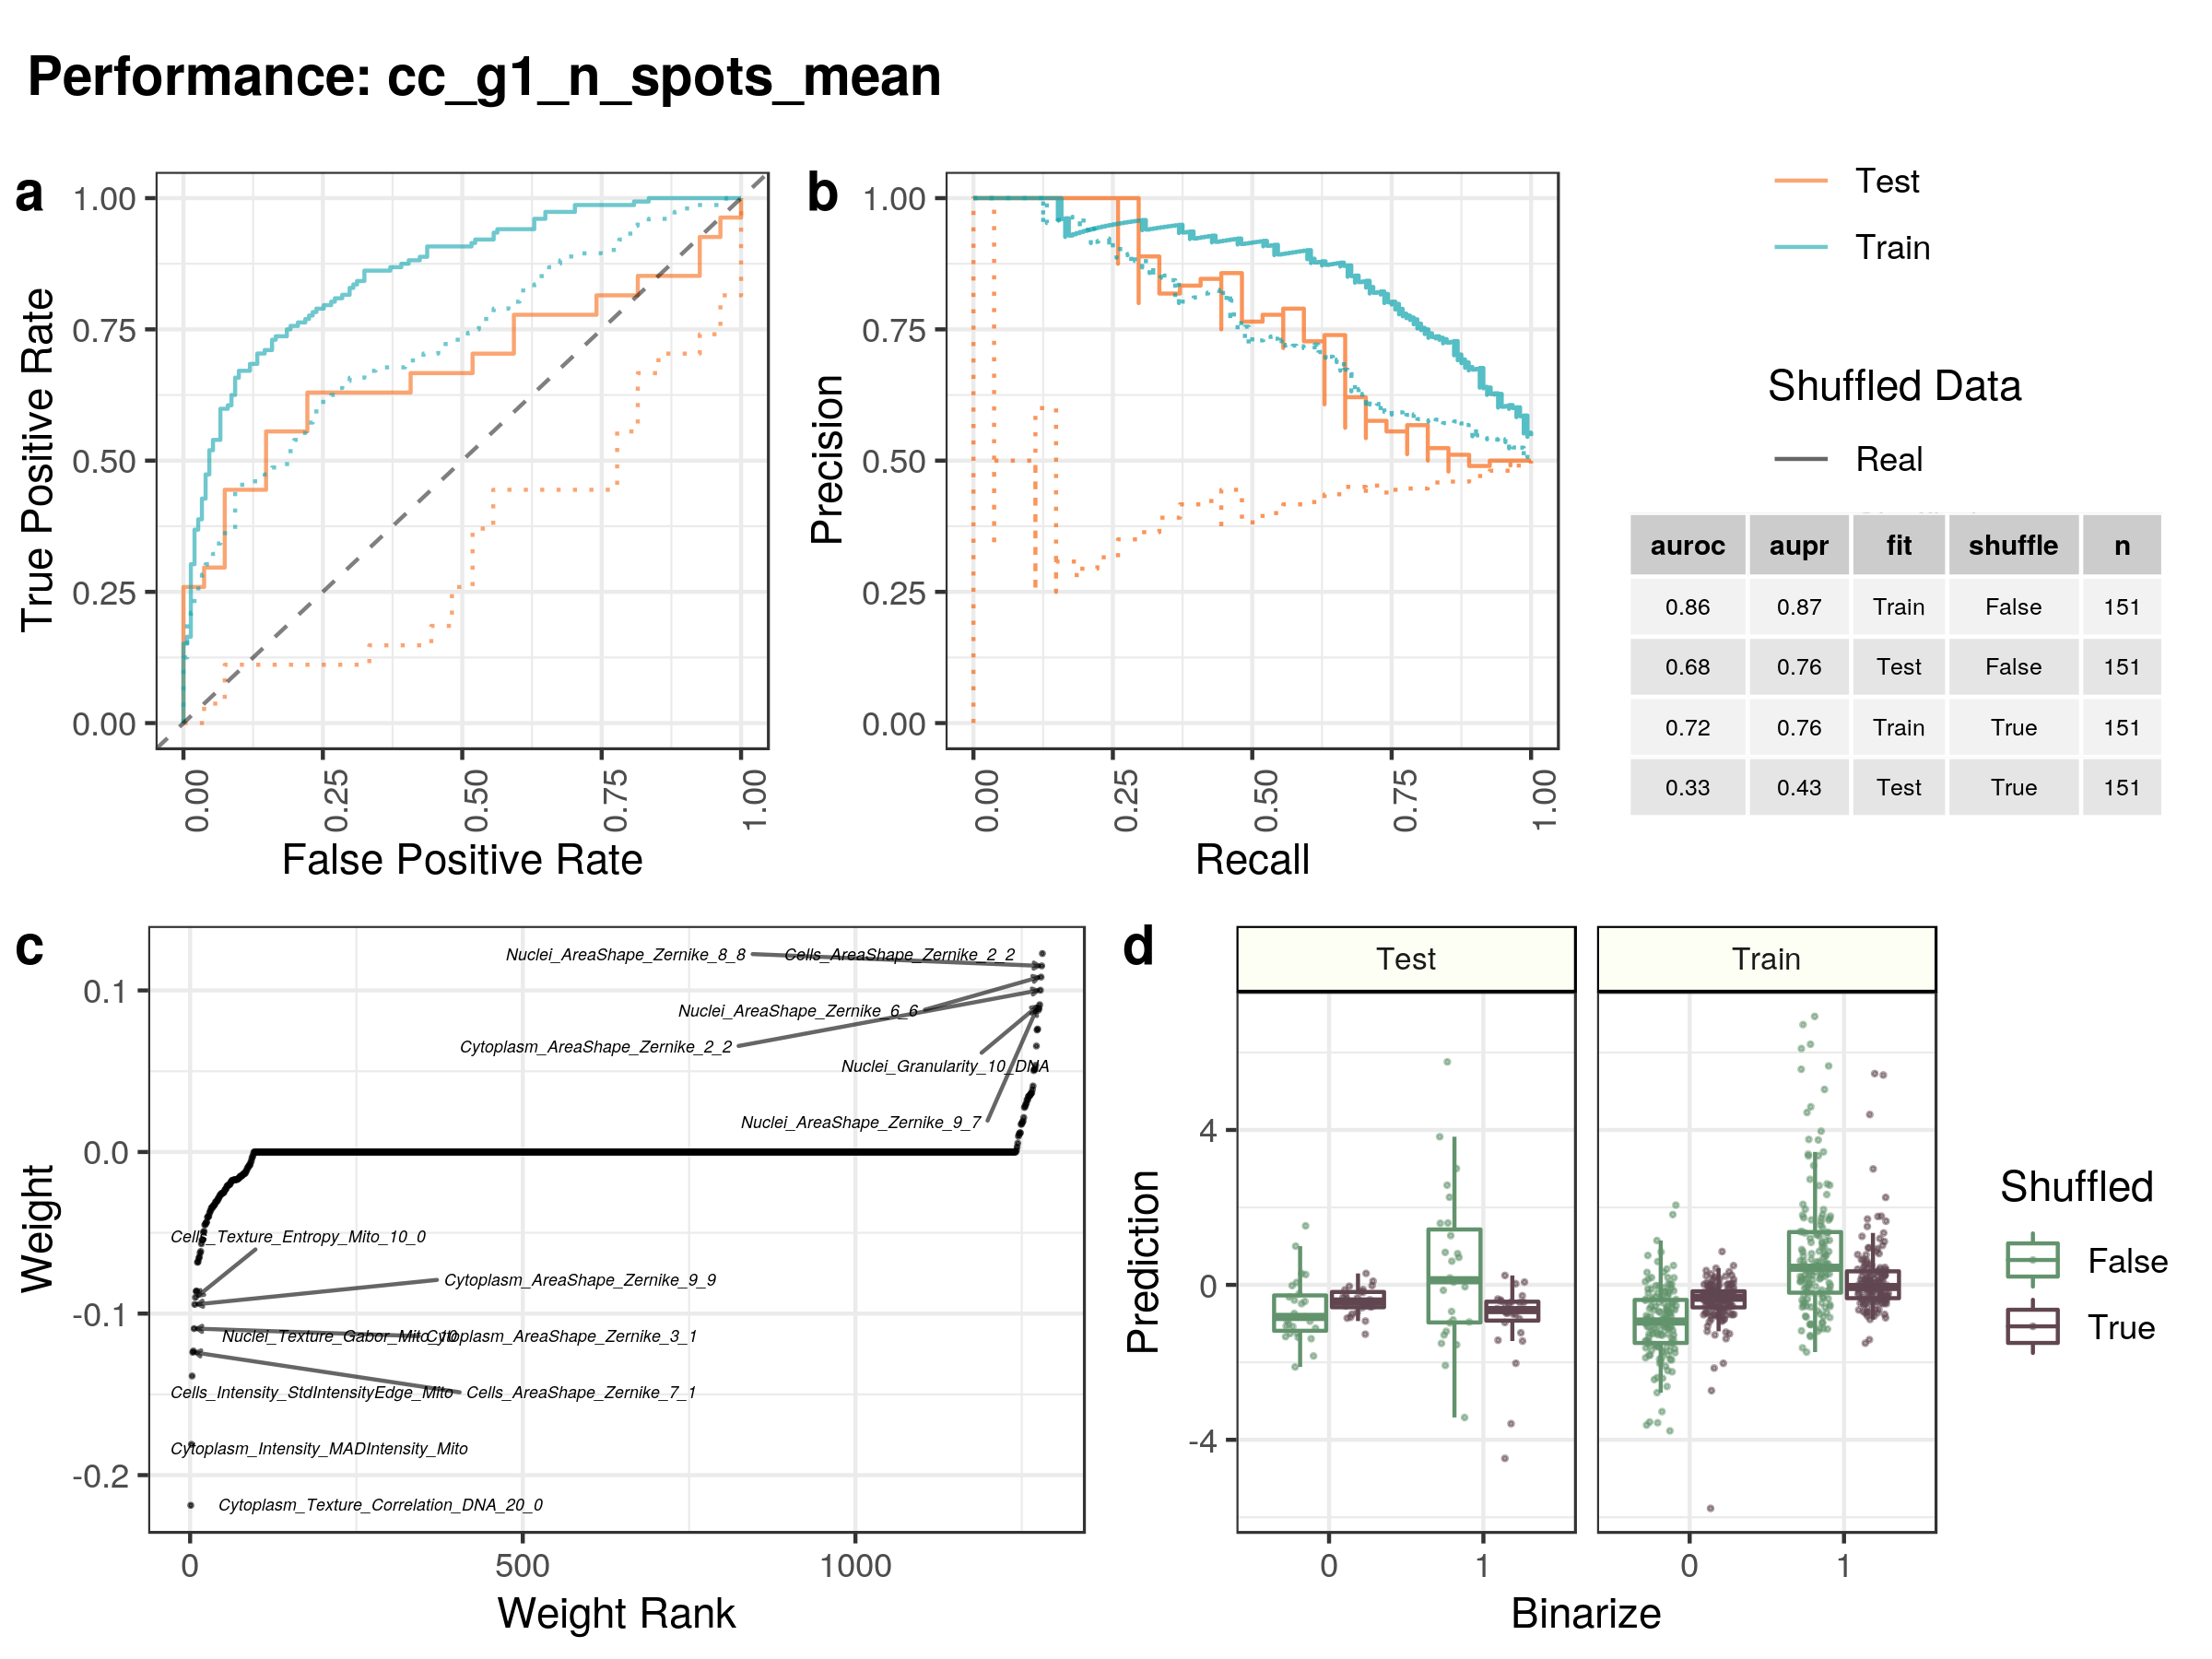 Performance: cc_g1_n_spots_mean
a
1.00
0.75
0.50
0.25
0.00
True Positive Rate
0.00
0.25
0.50
0.75
1.00
False Positive Rate
b
1.00
0.75
0.50
0.25
0.00
Precision
0.00
0.25
0.50
0.75
1.00
Recall
Test
Train
Shuffled Data
Real
auroc aupr fit shuffle n
0.86 0.87 Train False 151
0.68 0.76 Test False 151
0.72 0.76 Train True 151
0.33 0.43 Test True 151
c
0.1
0.0
-0.1
-0.2
Weight
Nuclei_AreaShape_Zernike_8_8
Cells_AreaShape_Zernike_2_2
Nuclei_AreaShape_Zernike_6_6
Cytoplasm_AreaShape_Zernike_2_2
Nuclei_Granularity_10_DNA
Nuclei_AreaShape_Zernike_9_7
Cells_Texture_Entropy_Mito_10_0
Cytoplasm_AreaShape_Zernike_9_9
Nuclei_Texture_Gabor_Mito_10
Cytoplasm_AreaShape_Zernike_3_1
Cells_Intensity_StdIntensityEdge_Mito
Cells_AreaShape_Zernike_7_1
Cytoplasm_Intensity_MADIntensity_Mito
Cytoplasm_Texture_Correlation_DNA_20_0
0
500
1000
Weight Rank
d
Test
Train
4
0
-4
Prediction
0
1
0
1
Binarize
Shuffled
False
True